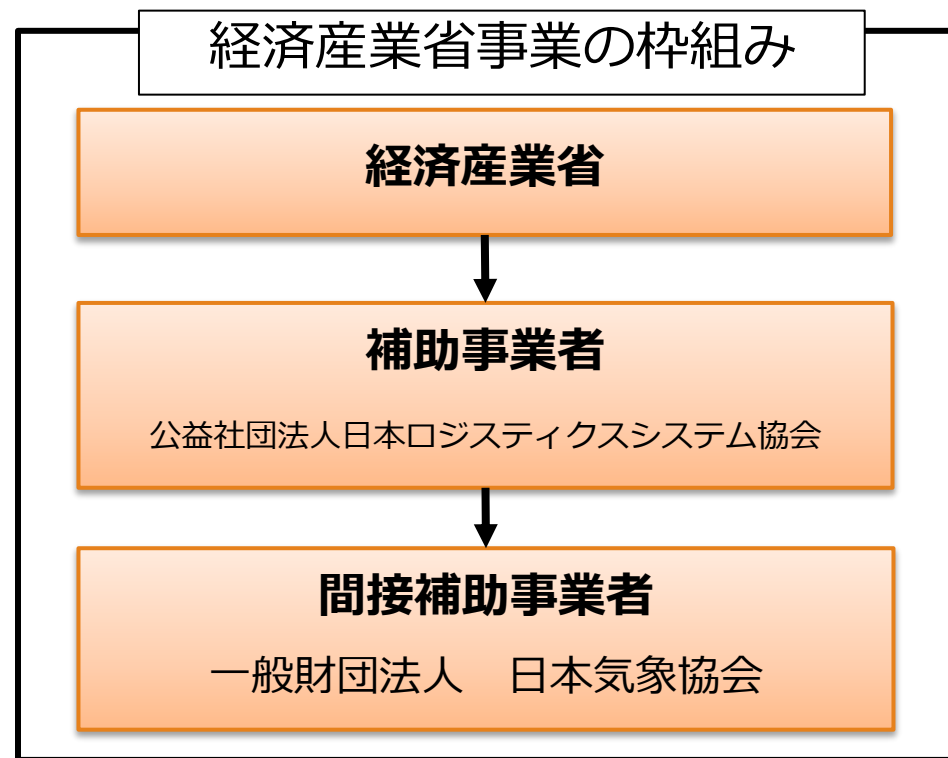 経済産業省事業の枠組み
経済産業省
補助事業者
公益社団法人日本ロジスティクスシステム協会
間接補助事業者
一般財団法人　日本気象協会